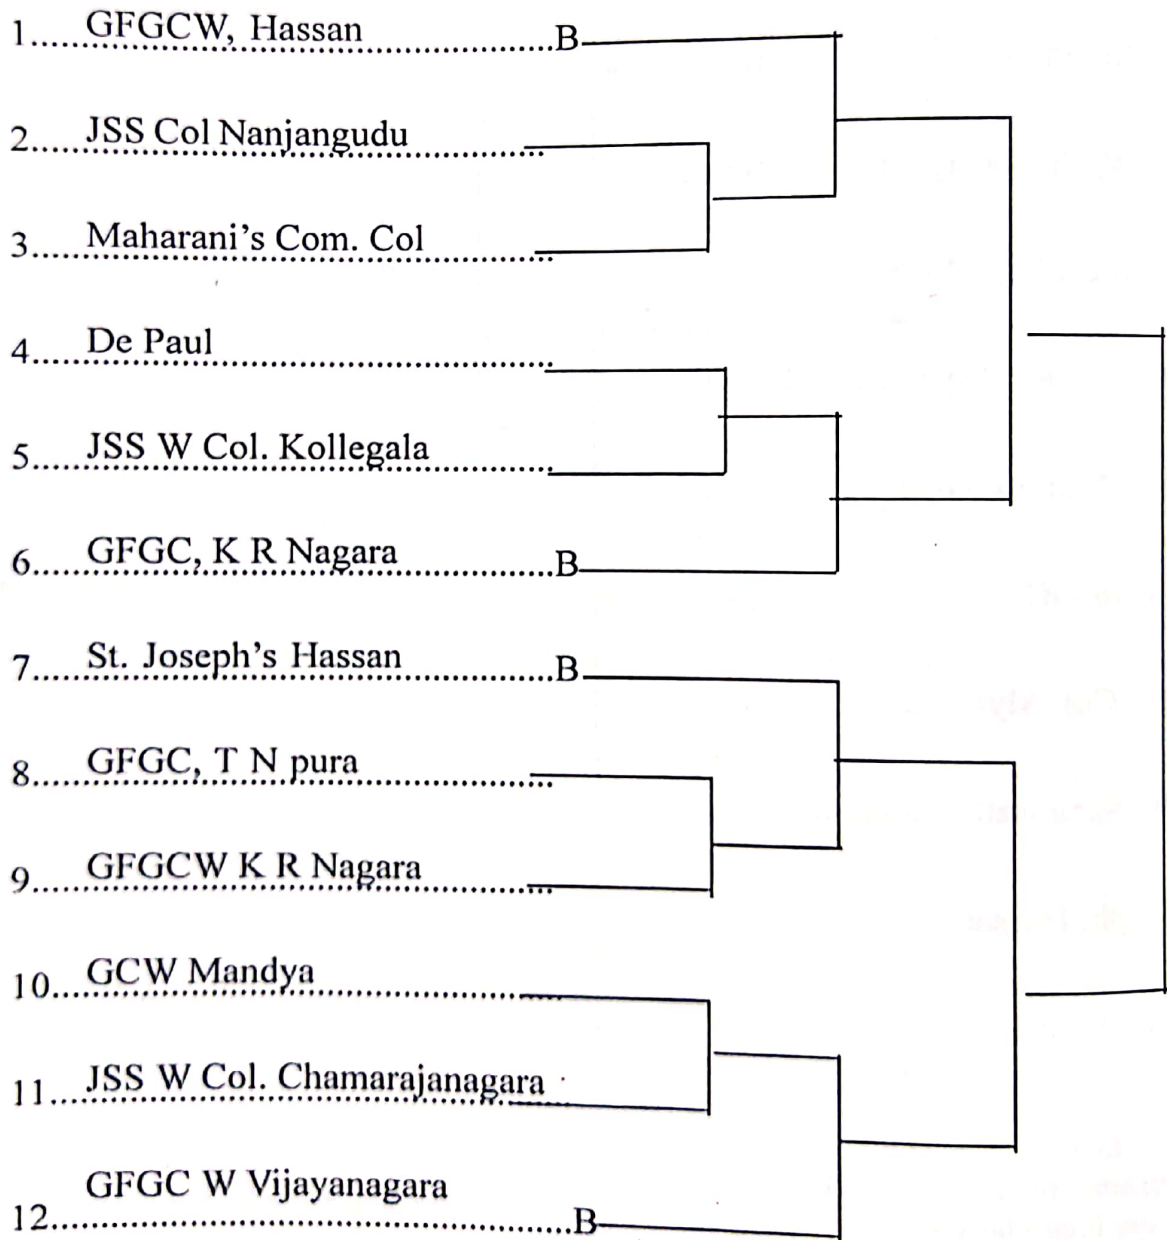 1.....GFGCW, Hassan.....B
2.....JSS Col Nanjangudu.....
3.....Maharani's Com. Col.....
4.....De Paul.....
5.....JSS W Col. Kollegala.....
6.....GFGC, K R Nagara.....B
7.....St. Joseph's Hassan.....B
8.....GFGC, T N pura.....
9.....GFGCW K R Nagara.....
10.....GCW Mandya.....
11.....JSS W Col. Chamarajanagara.....
12.....GFGC W Vijayanagara.....B